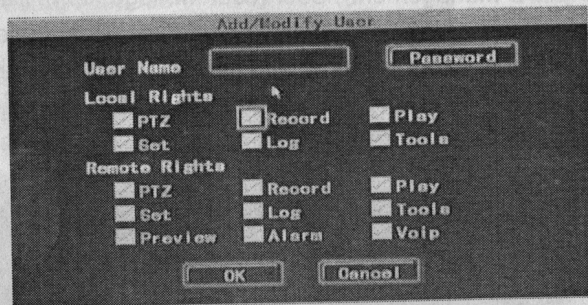 Add/Modify User
User Name Password
Local Rights
PTZ Record Play
Set Log Tools
Remote Rights
PTZ Record Play
Set Log Tools
Preview Alarm Voip
OK Cancel